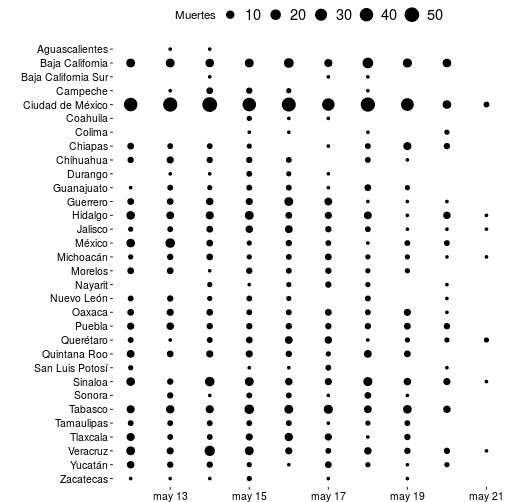 Muertes 10 20 30 40 50
Aguascalientes
Baja California
Baja California Sur
Campeche
Ciudad de México
Coahuila
Colima
Chiapas
Chihuahua
Durango
Guanajuato
Guerrero
Hidalgo
Jalisco
México
Michoacán
Morelos
Nayarit
Nuevo León
Oaxaca
Puebla
Querétaro
Quintana Roo
San Luis Potosí
Sinaloa
Sonora
Tabasco
Tamaulipas
Tlaxcala
Veracruz
Yucatán
Zacatecas
may 13 may 15 may 17 may 19 may 21